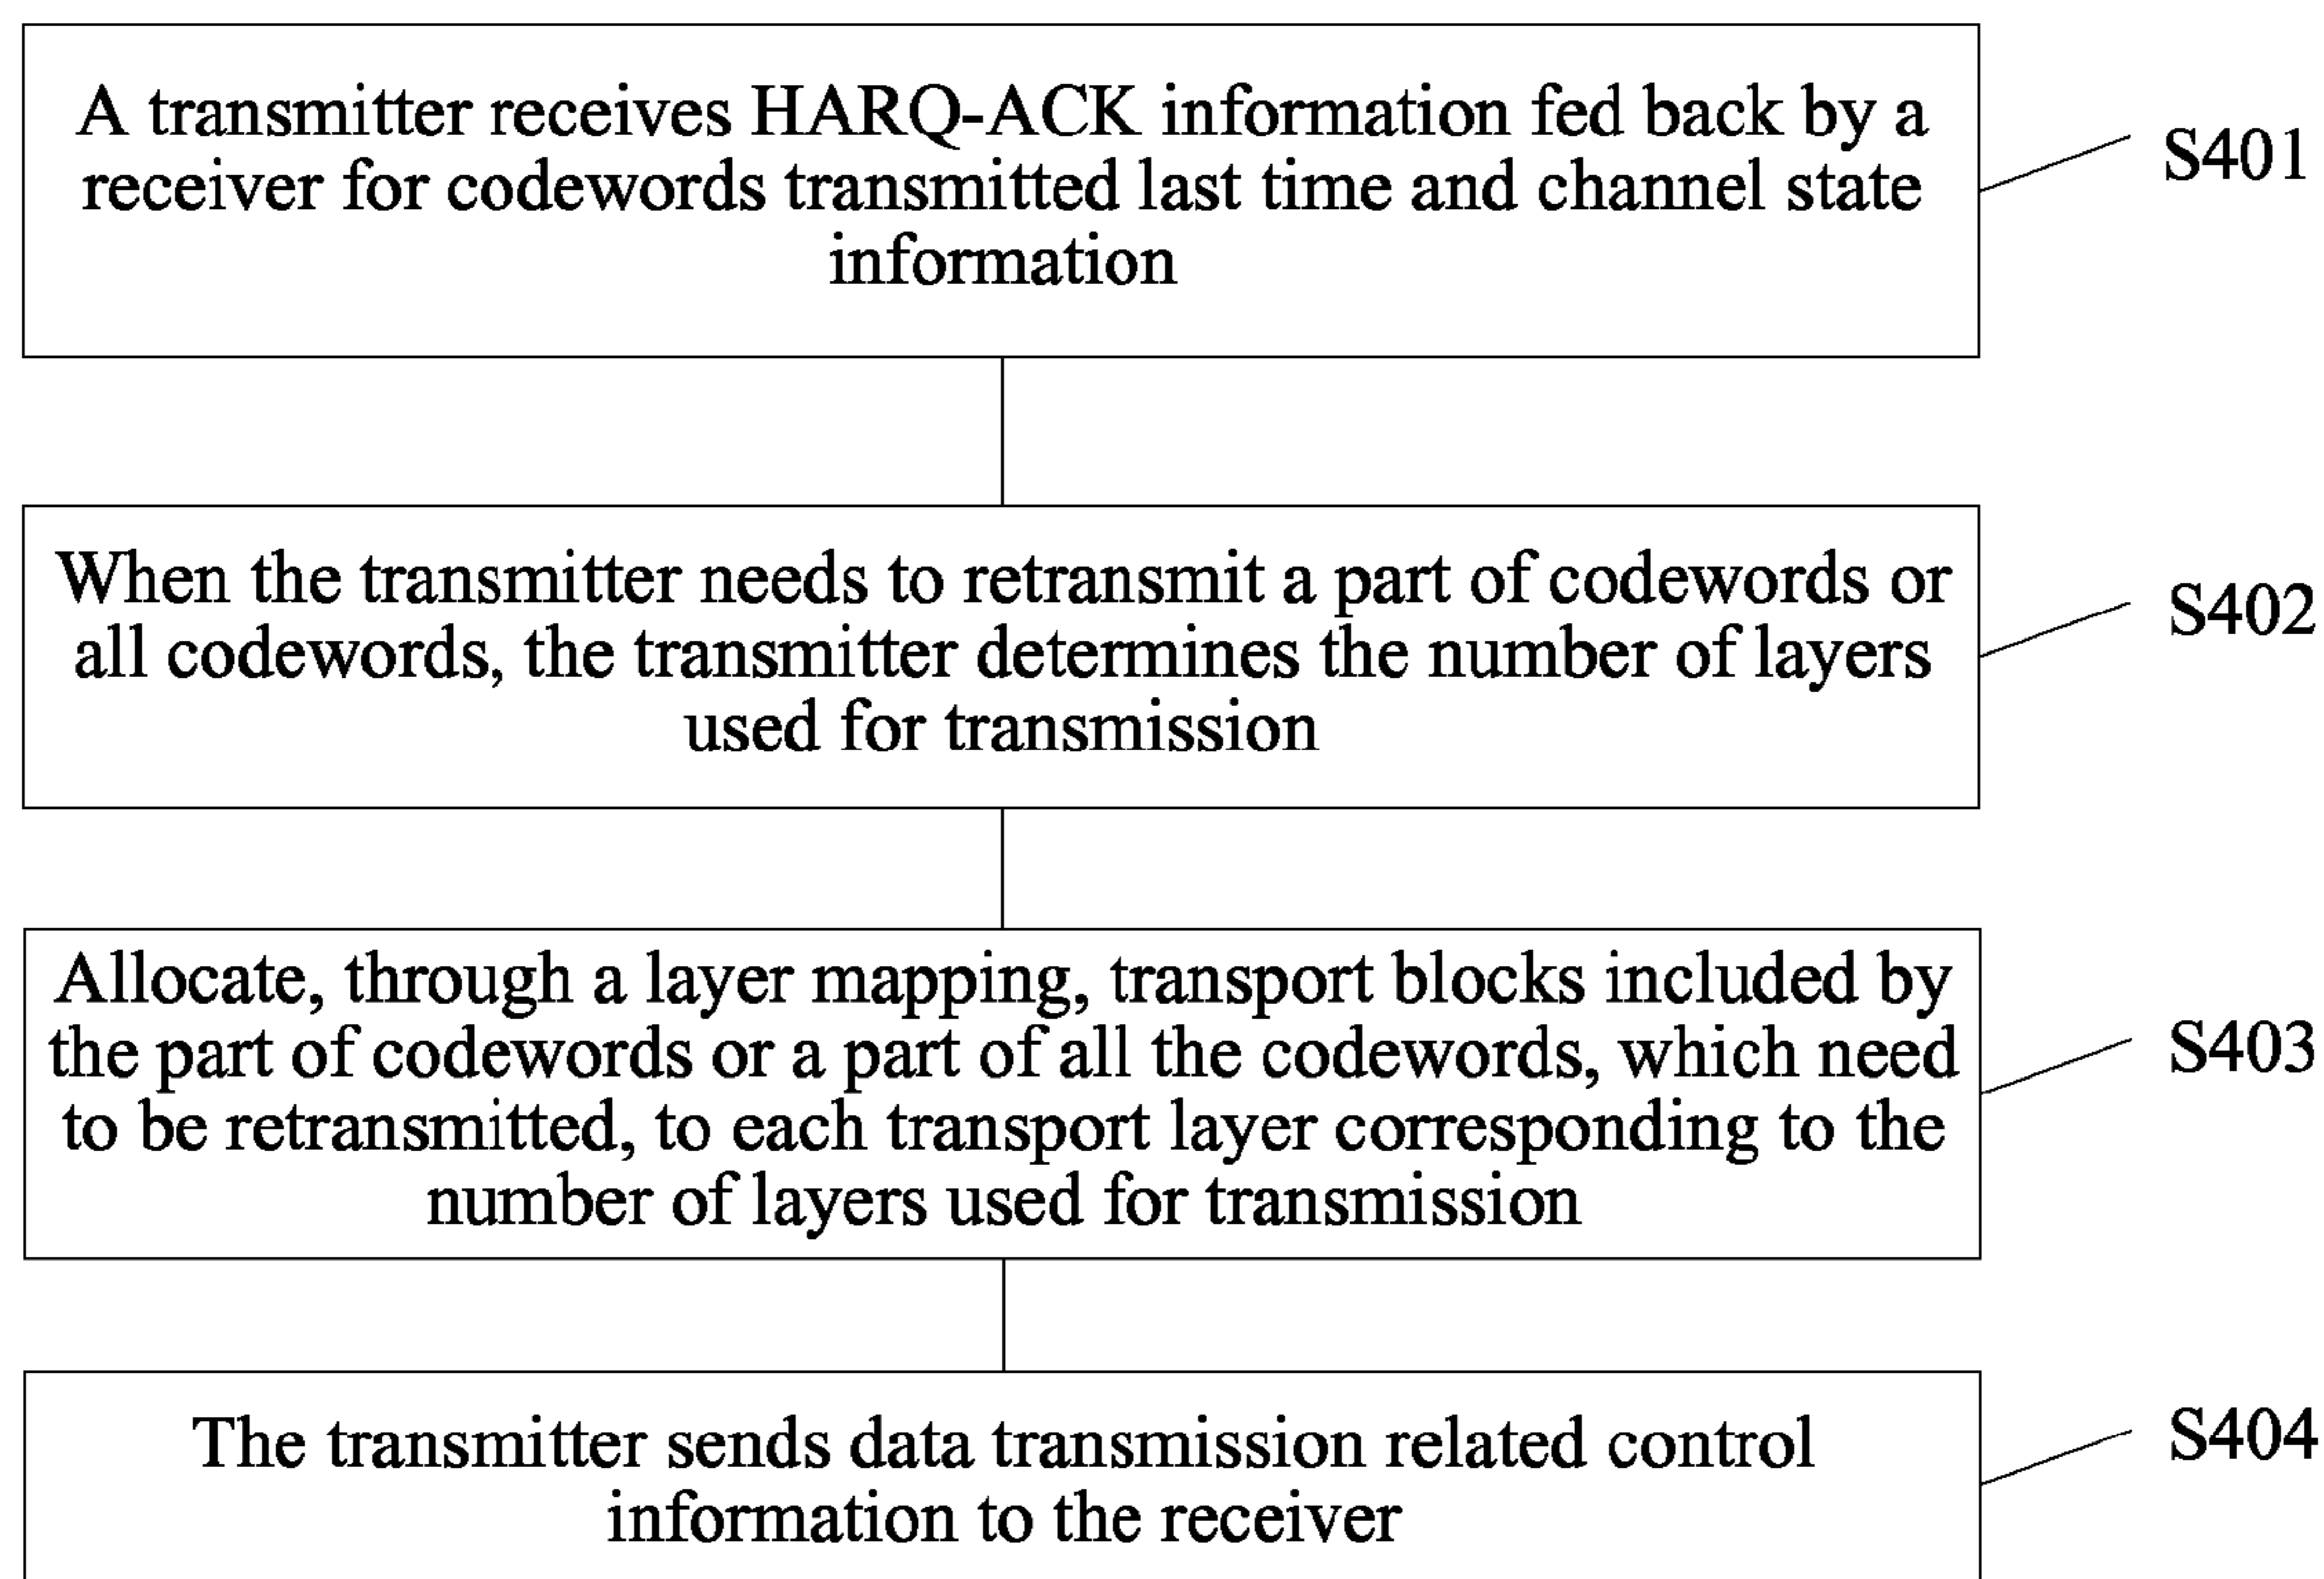 A transmitter receives HARQ-ACK information fed back by a
receiver for codewords transmitted last time and channel state
information
S401
When the transmitter needs to retransmit a part of codewords or
all codewords, the transmitter determines the number of layers
used for transmission
S402
Allocate, through a layer mapping, transport blocks included by
the part of codewords or a part of all the codewords, which need
to be retransmitted, to each transport layer corresponding to the
number of layers used for transmission
S403
The transmitter sends data transmission related control
information to the receiver
S404